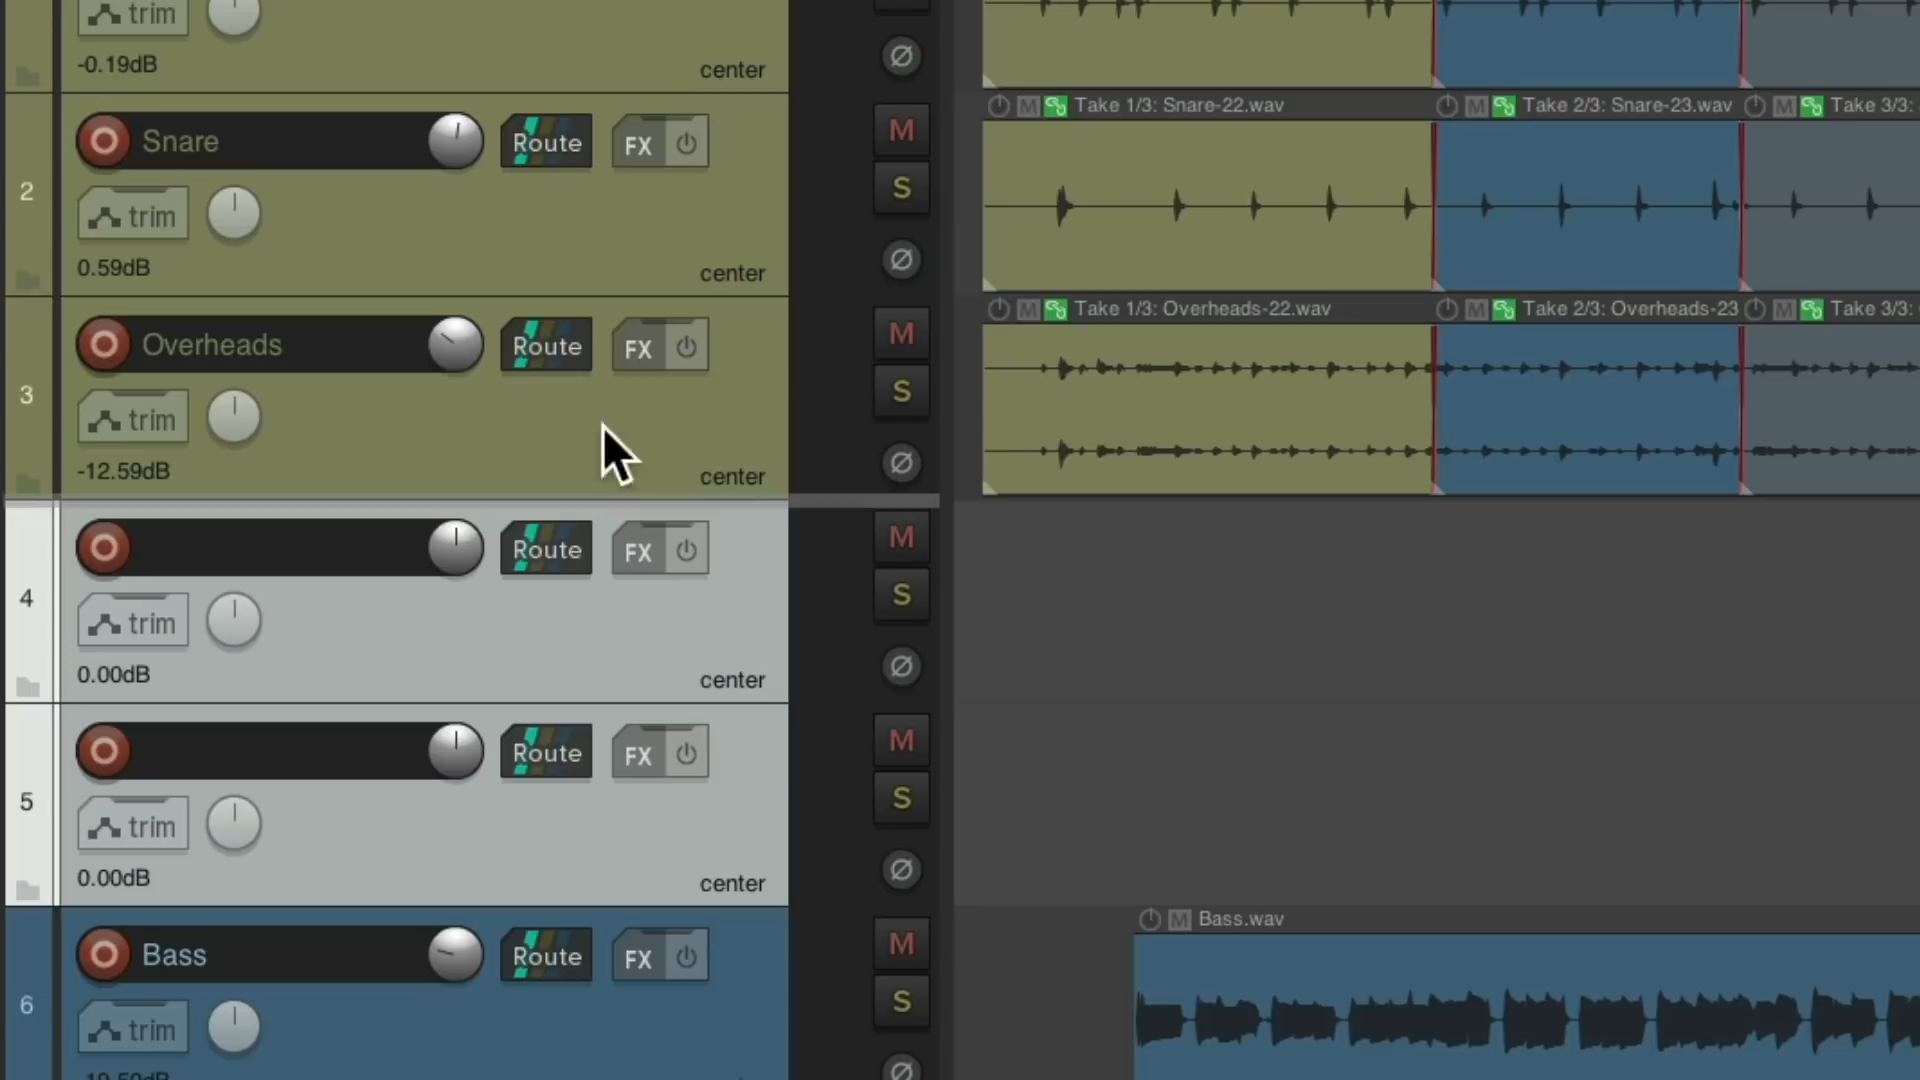 trim
-0.19dB
center
Take 1/3: Snare-22.wav
M
Take 2/3: Snare-23.wav
M
Take 3/3:
M
2
Snare
Route
FX
M
S
trim
0.59dB
center
M
Take 1/3: Overheads-22.wav
M
Take 2/3: Overheads-23
M
Take 3/3:
3
Overheads
Route
FX
M
S
trim
-12.59dB
center
4
Route
FX
M
S
trim
0.00dB
center
5
Route
FX
M
S
trim
0.00dB
center
M
Bass.wav
6
Bass
Route
FX
M
S
trim